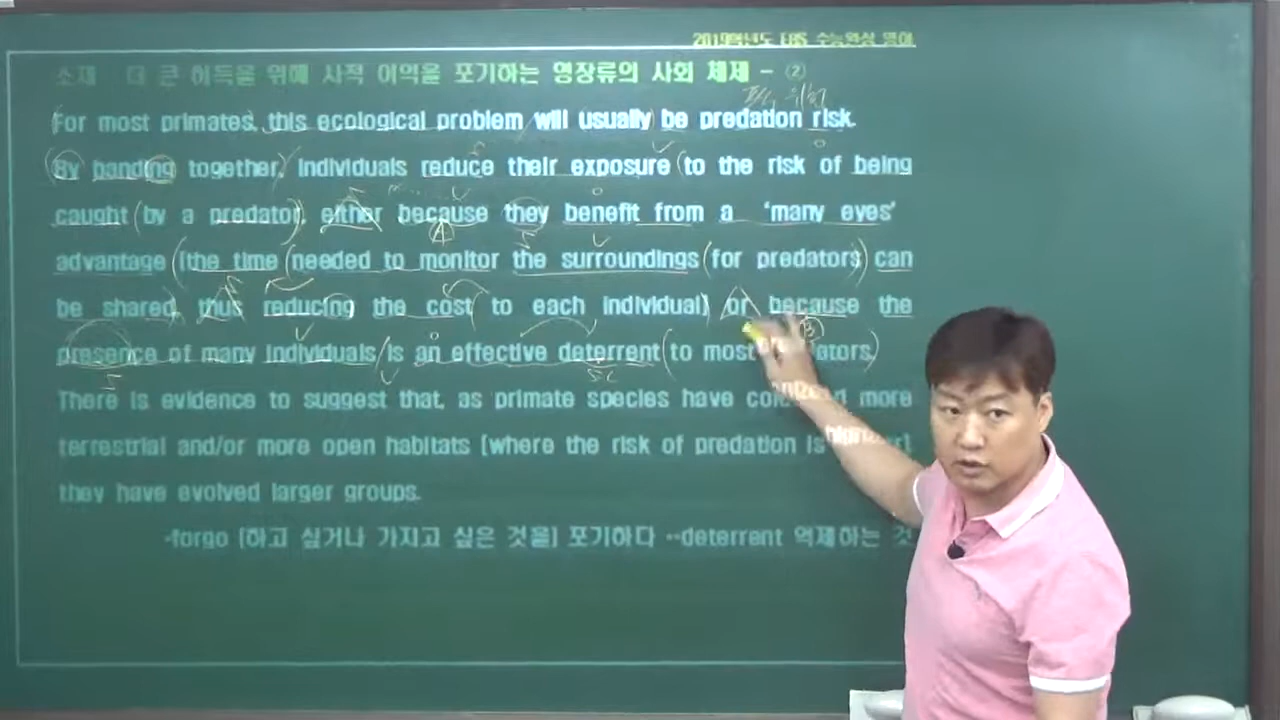 2019학년도 EBS 수능완성 영어
소재 더 큰 이득을 위해 사적 이익을 포기하는 영장류의 사회 체제 - ②
위험
For most primates, this ecological problem will usually be predation risk.
By banding together, individuals reduce their exposure (to the risk of being
caught (by a predator), either because they benefit from a 'many eyes'
A
advantage [the time (needed to monitor the surroundings (for predators)) can
be shared, thus reducing the cost to each individual] or because the
B
presence of many individuals is an effective deterrent (to most
S V S.C
There is evidence to suggest that, as primate species have more
terrestrial and/or more open habitats [where the risk of predation is higher]
they have evolved larger groups.
-forgo [하고 싶거나 가지고 싶은 것을] 포기하다 --deterrent 억제하는 것